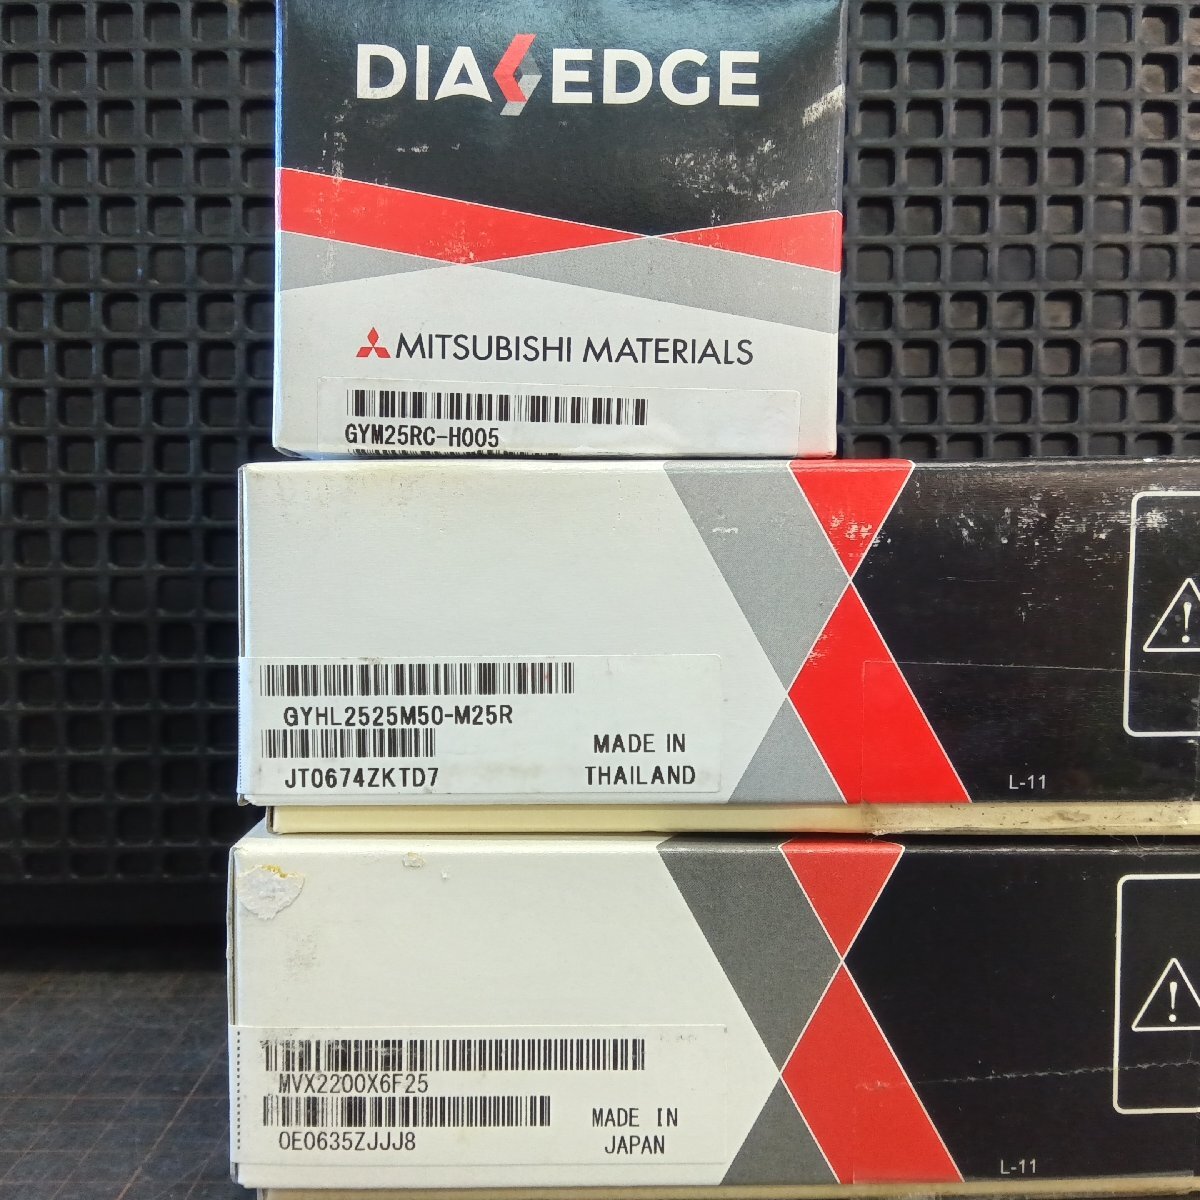 DIAEDGE
MITSUBISHI MATERIALS
GYM25RC-H005
GYHL2525M50-M25R
JT0674ZKTD7
MADE IN
THAILAND
L-11
MVX2200X6F25
0E0635ZJJJ8
MADE IN
JAPAN
L-11